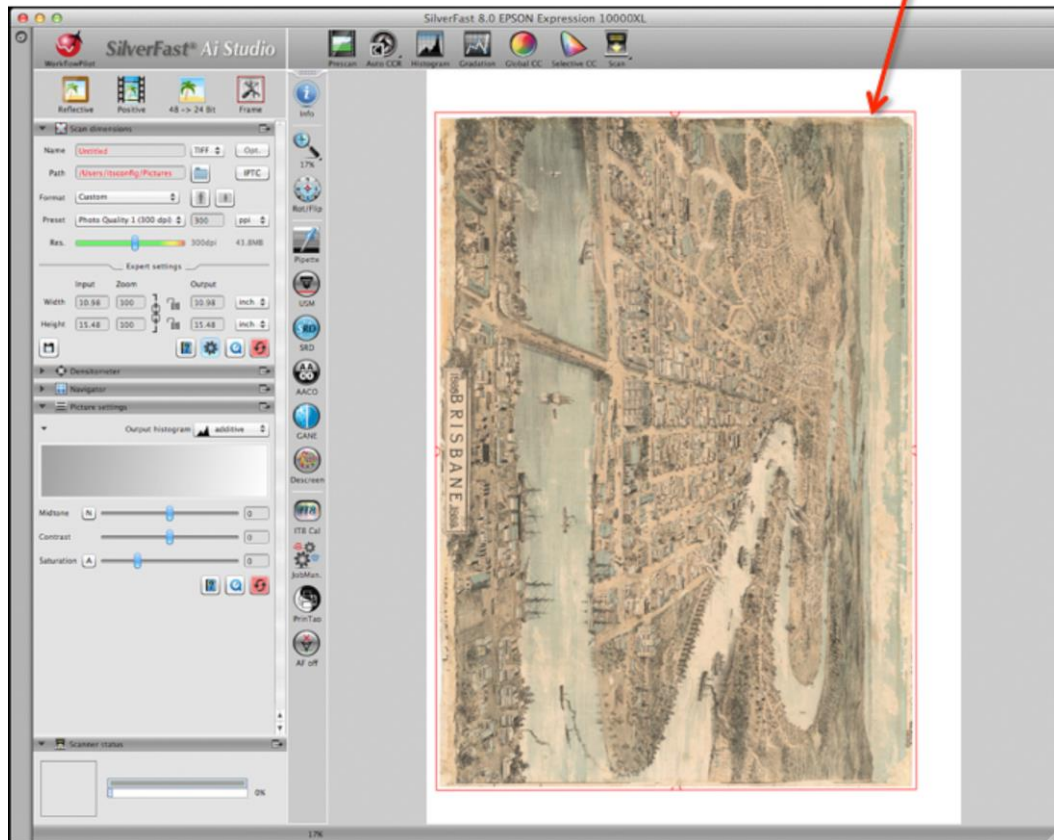 SilverFast 8.0 EPSON Expression 10000XL
SilverFast® Ai Studio
WorkflowPilot
Prescan Auto CCR Histogram Gradation Global CC Selective CC Scan
Reflective Positive 48 -> 24 Bit Frame
Info
Scan dimensions
Name Untitled TIFF Opt.
17%
Path /Users/itsconfig/Pictures IPTC
Format Custom
Rot/Flip
Preset Photo Quality 1 (300 dpi) 300 ppi
Res. 300dpi 43.8MB
Pipette
Expert settings
Input Zoom Output
Width 10.98 100 10.98 inch
USM
Height 15.48 100 15.48 inch
SRD
Densitometer
AACO
Navigator
Picture settings
Output histogram additive
GANE
Descreen
BRISBANE
Midtone N 0
ITR Cal
Contrast 0
Saturation A 0
JobMan.
PrinTao
AF off
Scanner status
0%
17%